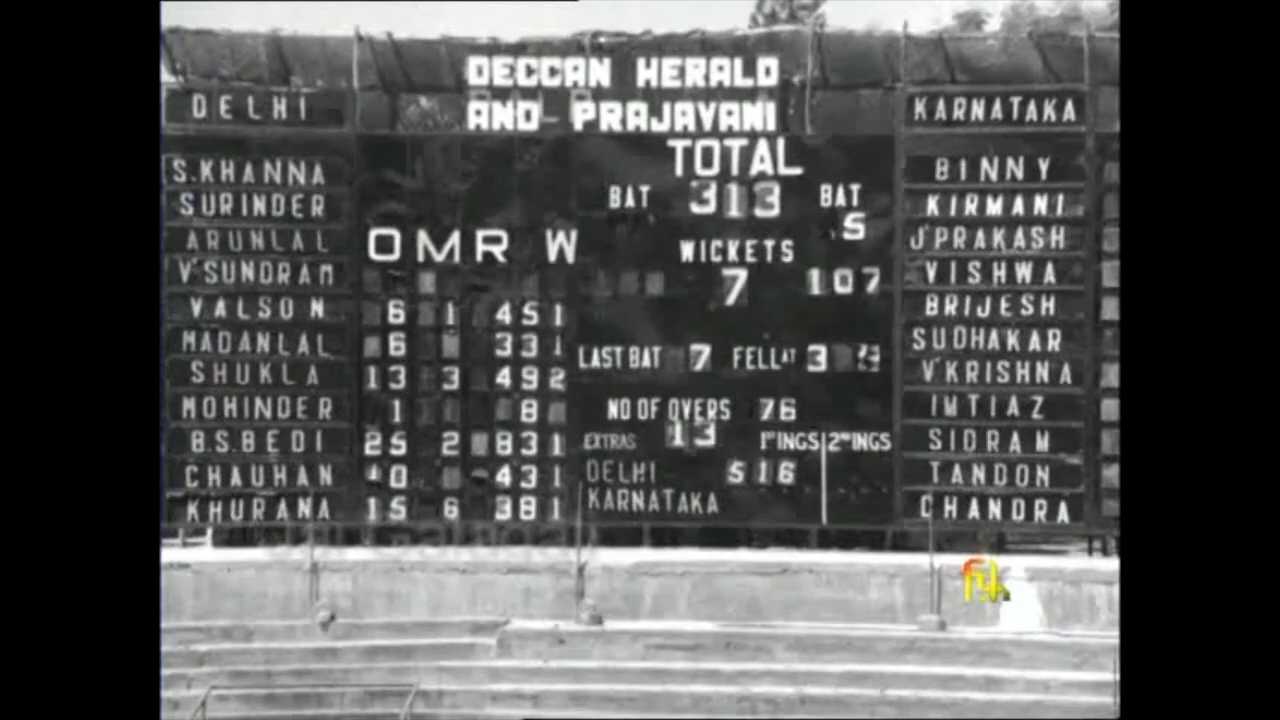 DECCAN HERALD
AND PRAJAVANI
DELHI
S.KHANNA
SURINDER
ARUNLAL
V'SUNDRAM
VALSON
MADANLAL
SHUKLA
MOHINDER
B.S.BEDI
CHAUHAN
KHURANA
O M R W
6 1 45 1
6 33 1
13 3 49 2
1 8
25 2 83 1
43 1
15 6 38 1
TOTAL
BAT 313 BAT
5
WICKETS
7 107
LAST BAT 7 FELL AT
NO OF OVERS 76
EXTRAS 13 1ST INGS 2ND INGS
DELHI 516
KARNATAKA
KARNATAKA
BINNY
KIRMANI
J'PRAKASH
VISHWA
BRIJESH
SUDHAKAR
V'KRISHNA
IMTIAZ
SIDRAM
TANDON
CHANDRA